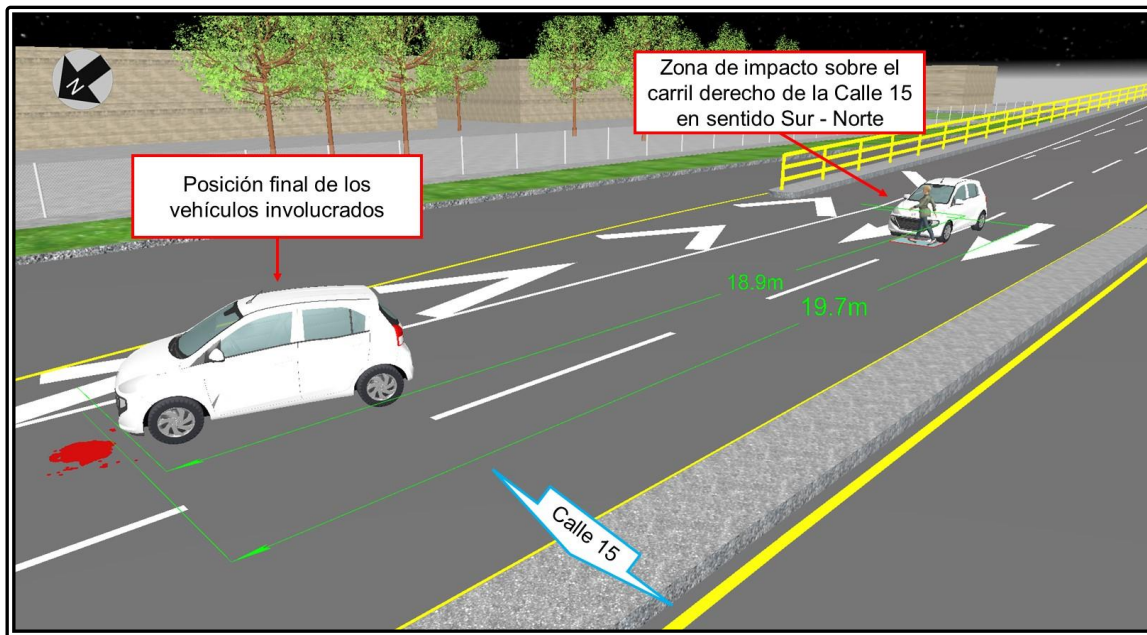 N
Zona de impacto sobre el
carril derecho de la Calle 15
en sentido Sur - Norte
Posición final de los
vehículos involucrados
18.9m
19.7m
Calle 15